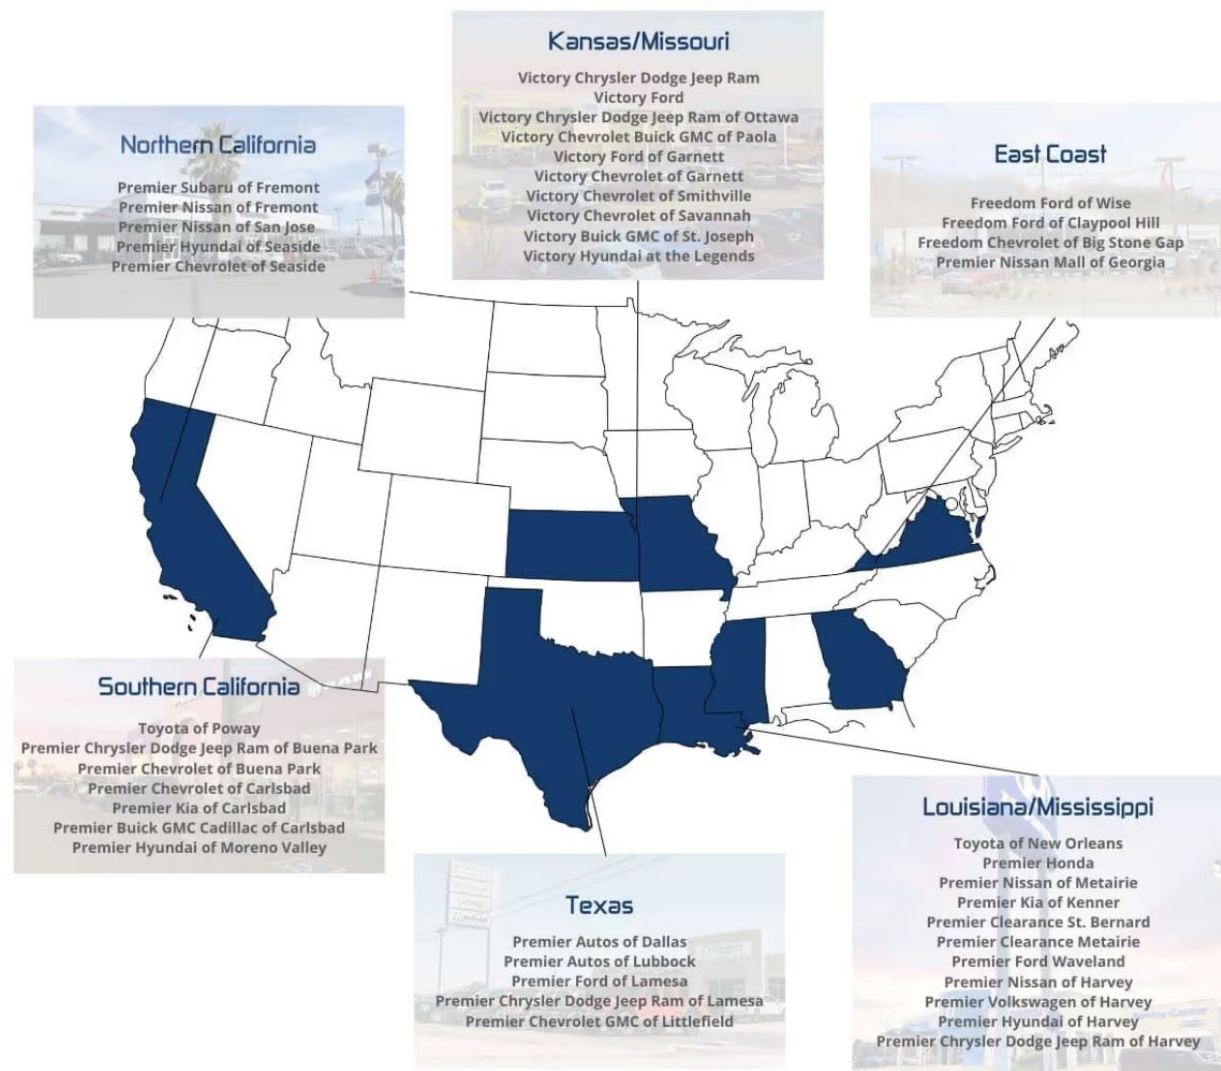 Kansas/Missouri
Victory Chrysler Dodge Jeep Ram
Victory Ford
Victory Chrysler Dodge Jeep Ram of Ottawa
Victory Chevrolet Buick GMC of Paola
Victory Ford of Garnett
Victory Chevrolet of Garnett
Victory Chevrolet of Smithville
Victory Chevrolet of Savannah
Victory Buick GMC of St. Joseph
Victory Hyundai at the Legends
Northern California
Premier Subaru of Fremont
Premier Nissan of Fremont
Premier Nissan of San Jose
Premier Hyundai of Seaside
Premier Chevrolet of Seaside
East Coast
Freedom Ford of Wise
Freedom Ford of Claypool Hill
Freedom Chevrolet of Big Stone Gap
Premier Nissan Mall of Georgia
Southern California
Toyota of Poway
Premier Chrysler Dodge Jeep Ram of Buena Park
Premier Chevrolet of Buena Park
Premier Chevrolet of Carlsbad
Premier Kia of Carlsbad
Premier Buick GMC Cadillac of Carlsbad
Premier Hyundai of Moreno Valley
Texas
Premier Autos of Dallas
Premier Autos of Lubbock
Premier Ford of Lamesa
Premier Chrysler Dodge Jeep Ram of Lamesa
Premier Chevrolet GMC of Littlefield
Louisiana/Mississippi
Toyota of New Orleans
Premier Honda
Premier Nissan of Metairie
Premier Kia of Kenner
Premier Clearance St. Bernard
Premier Clearance Metairie
Premier Ford Waveland
Premier Nissan of Harvey
Premier Volkswagen of Harvey
Premier Hyundai of Harvey
Premier Chrysler Dodge Jeep Ram of Harvey